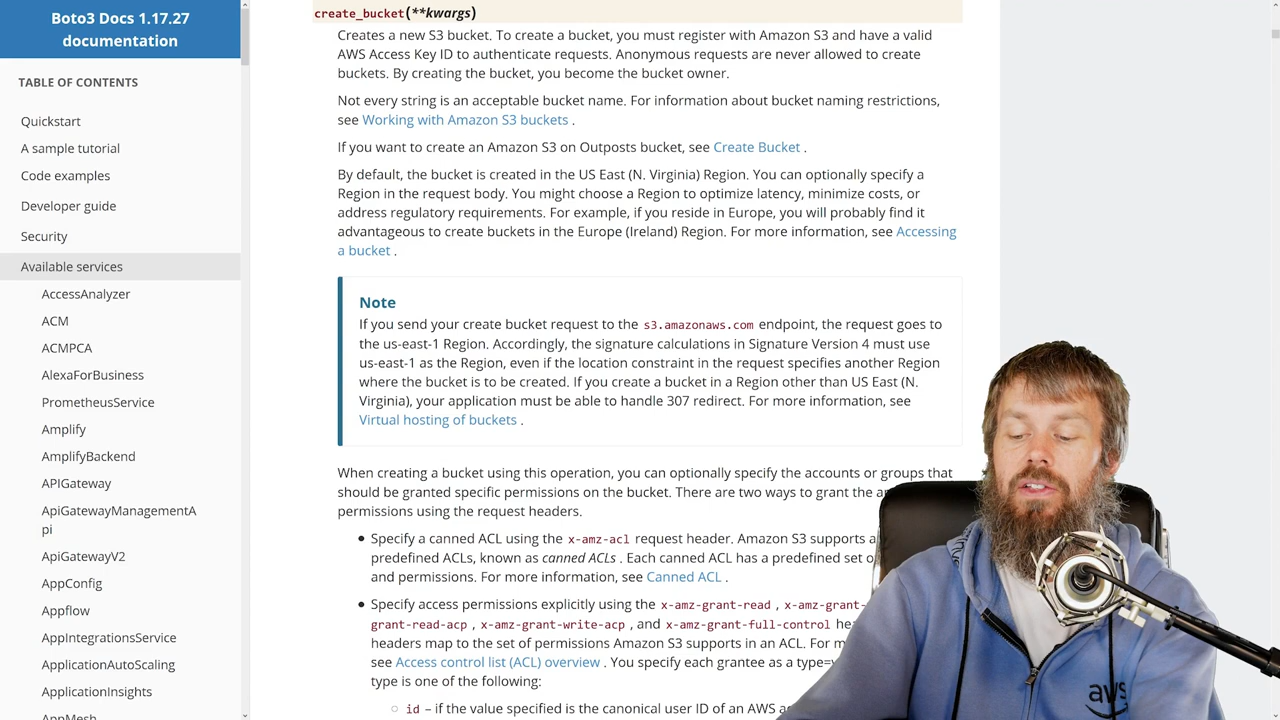 Boto3 Docs 1.17.27
documentation
TABLE OF CONTENTS
Quickstart
A sample tutorial
Code examples
Developer guide
Security
Available services
AccessAnalyzer
ACM
ACMPCA
AlexaForBusiness
PrometheusService
Amplify
AmplifyBackend
APIGateway
ApiGatewayManagementA
pi
ApiGatewayV2
AppConfig
Appflow
AppIntegrationsService
ApplicationAutoScaling
ApplicationInsights
AppMesh
create_bucket(**kwargs)
Creates a new S3 bucket. To create a bucket, you must register with Amazon S3 and have a valid
AWS Access Key ID to authenticate requests. Anonymous requests are never allowed to create
buckets. By creating the bucket, you become the bucket owner.
Not every string is an acceptable bucket name. For information about bucket naming restrictions,
see Working with Amazon S3 buckets .
If you want to create an Amazon S3 on Outposts bucket, see Create Bucket .
By default, the bucket is created in the US East (N. Virginia) Region. You can optionally specify a
Region in the request body. You might choose a Region to optimize latency, minimize costs, or
address regulatory requirements. For example, if you reside in Europe, you will probably find it
advantageous to create buckets in the Europe (Ireland) Region. For more information, see Accessing
a bucket .
Note
If you send your create bucket request to the s3.amazonaws.com endpoint, the request goes to
the us-east-1 Region. Accordingly, the signature calculations in Signature Version 4 must use
us-east-1 as the Region, even if the location constraint in the request specifies another Region
where the bucket is to be created. If you create a bucket in a Region other than US East (N.
Virginia), your application must be able to handle 307 redirect. For more information, see
Virtual hosting of buckets .
When creating a bucket using this operation, you can optionally specify the accounts or groups that
should be granted specific permissions on the bucket. There are two ways to grant the
permissions using the request headers.
Specify a canned ACL using the x-amz-acl request header. Amazon S3 supports a
predefined ACLs, known as canned ACLs . Each canned ACL has a predefined set o
and permissions. For more information, see Canned ACL .
Specify access permissions explicitly using the x-amz-grant-read , x-amz-grant-
grant-read-acp , x-amz-grant-write-acp , and x-amz-grant-full-control
headers map to the set of permissions Amazon S3 supports in an ACL. For
see Access control list (ACL) overview . You specify each grantee as a
type is one of the following:
id – if the value specified is the canonical user ID of an AWS
aws